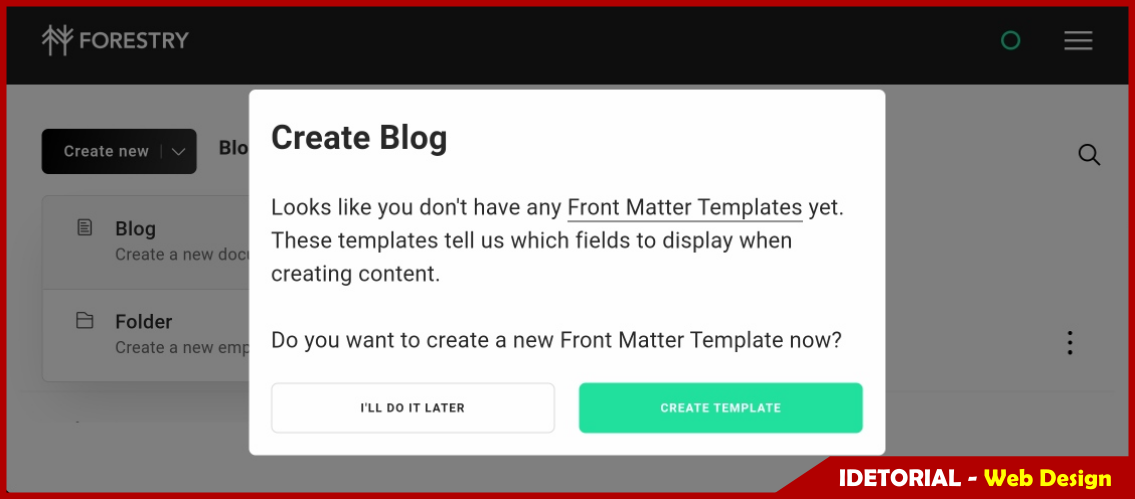 FORESTRY
Create new
Blo
Create Blog
Looks like you don't have any Front Matter Templates yet.
These templates tell us which fields to display when
creating content.
Do you want to create a new Front Matter Template now?
I'LL DO IT LATER
CREATE TEMPLATE
Blog
Create a new docu
Folder
Create a new emp
IDETORIAL - Web Design